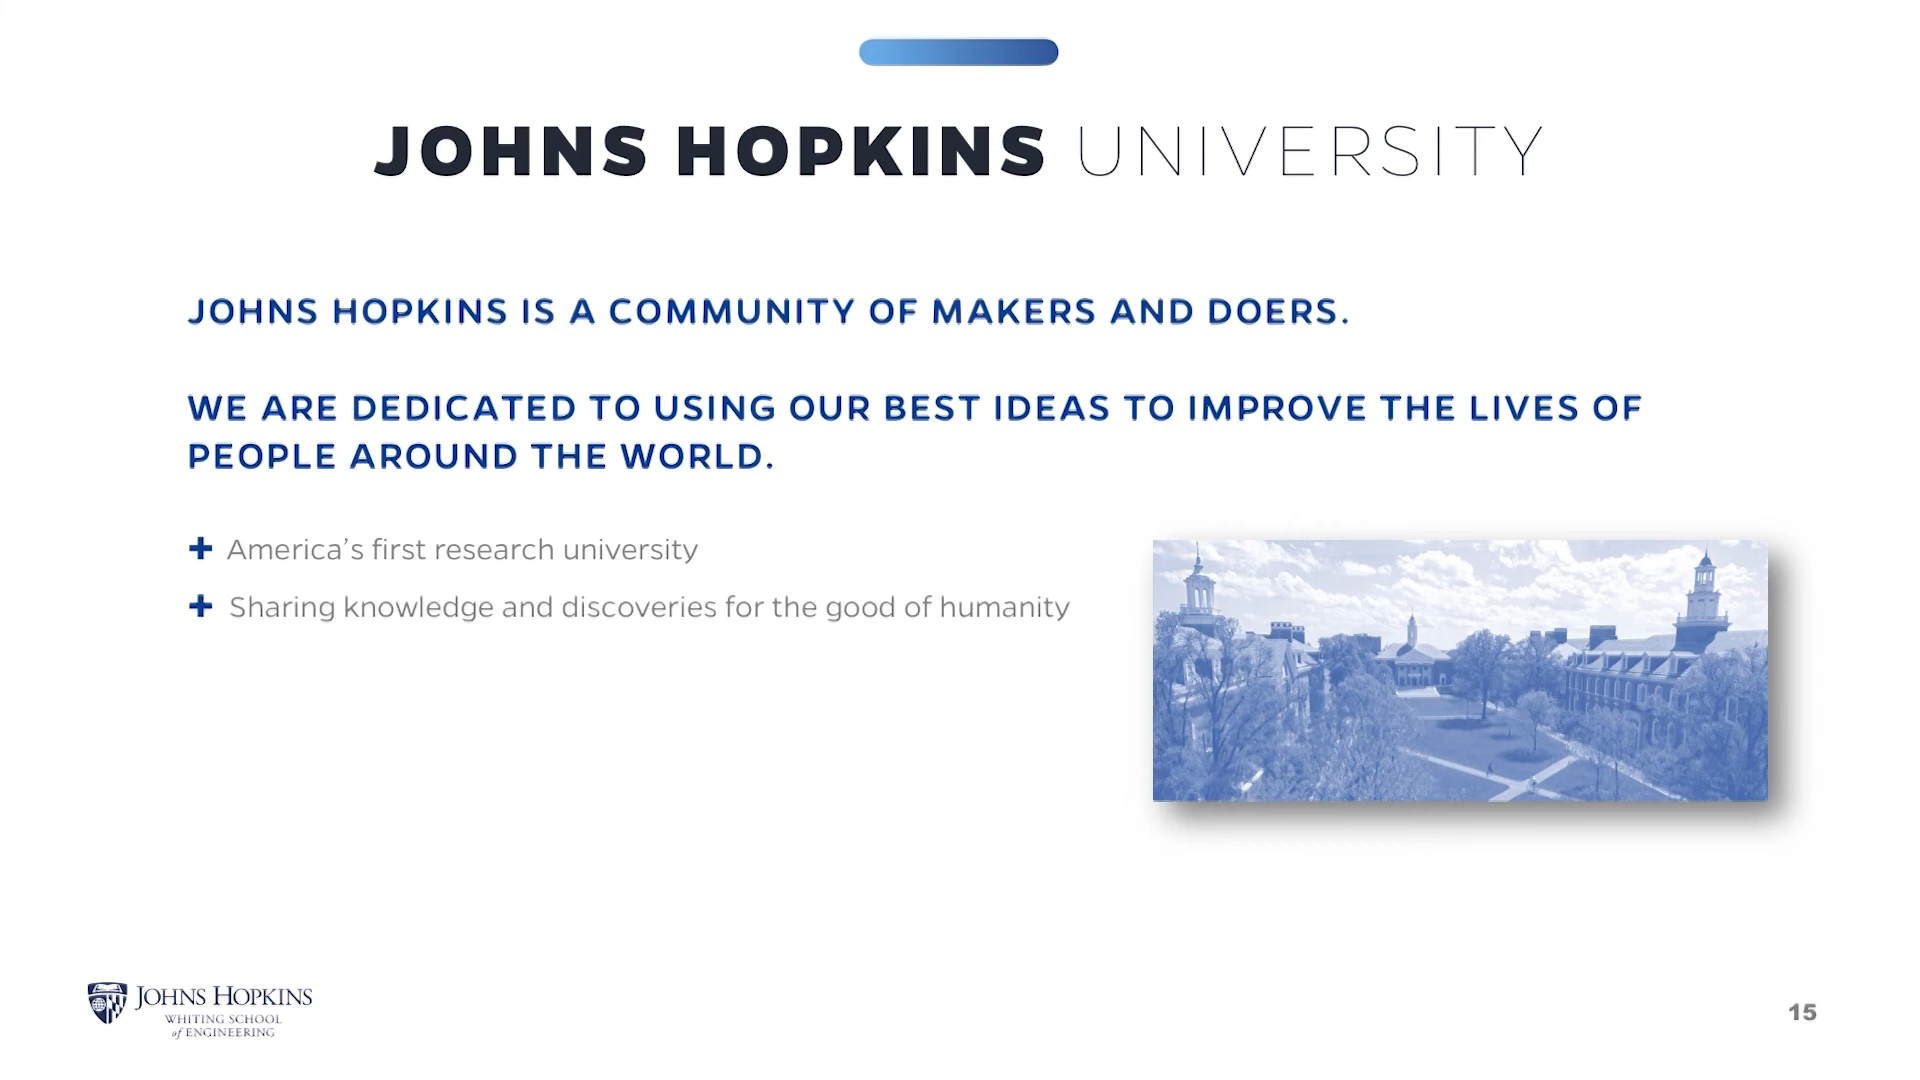 JOHNS HOPKINS UNIVERSITY
JOHNS HOPKINS IS A COMMUNITY OF MAKERS AND DOERS.
WE ARE DEDICATED TO USING OUR BEST IDEAS TO IMPROVE THE LIVES OF
PEOPLE AROUND THE WORLD.
+ America's first research university
+ Sharing knowledge and discoveries for the good of humanity
JOHNS HOPKINS
WHITING SCHOOL
of ENGINEERING
15